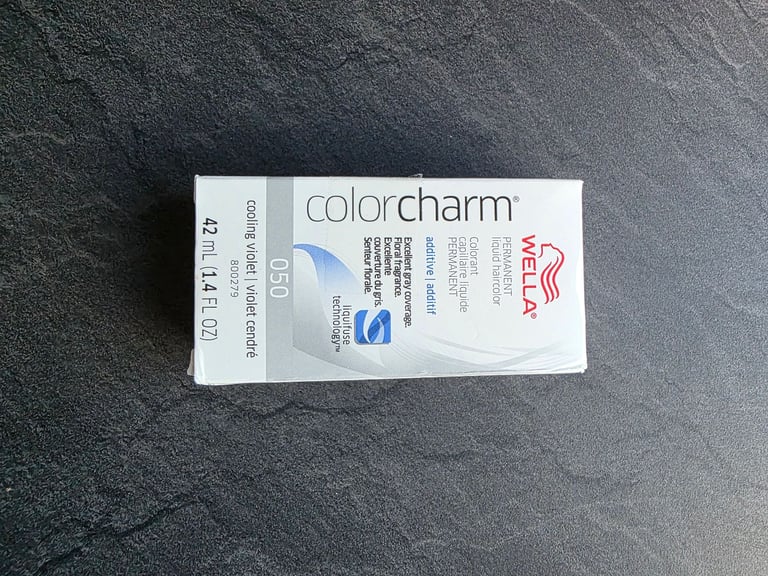 WELLA®
PERMANENT
liquid haircolor
Colorant
capillaire liquide
PERMANENT
additive | additif
Excellent gray coverage.
Floral fragrance.
Excellente
couverture du gris.
Senteur florale.
liquifuse
technology™
colorcharm®
050
cooling violet | violet cendré
800279
42 mL (1.4 FL OZ)